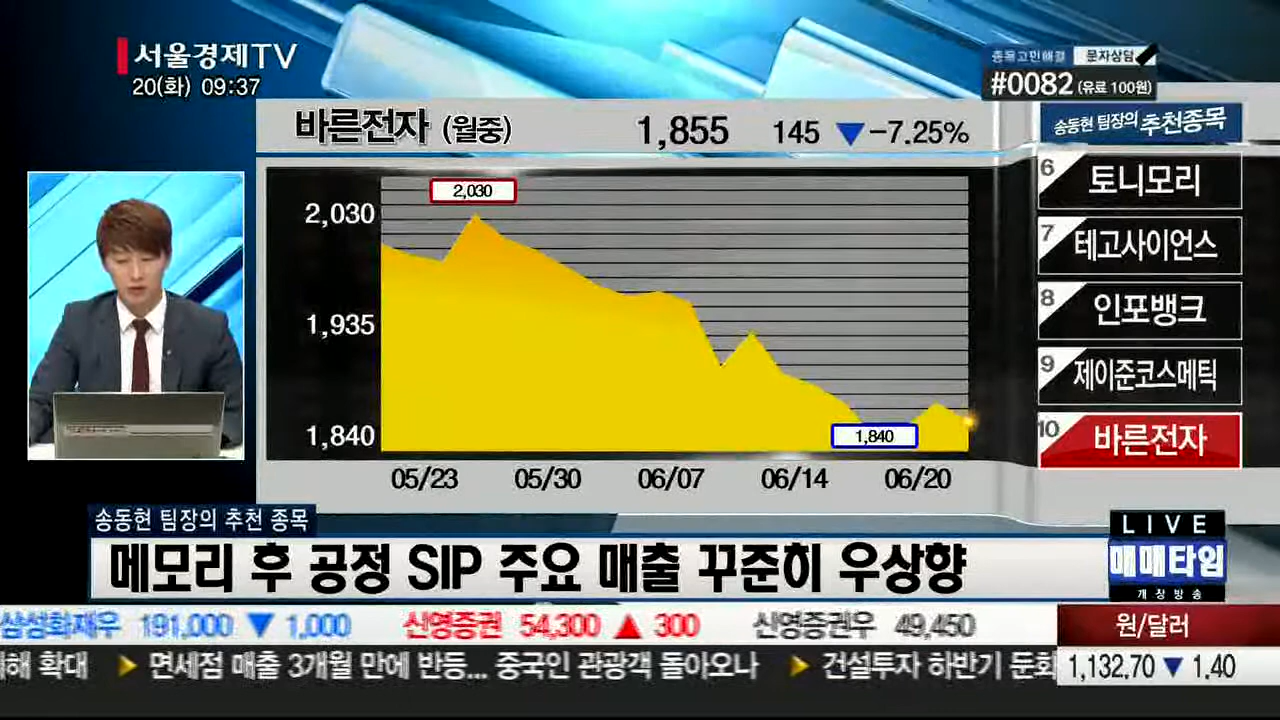 서울경제TV
20(화) 09:37
종목고민해결 문자상담
#0082 (유료 100원)
바른전자 (월중) 1,855 145 ▼ -7.25%
송동현 팀장의 추천종목
6 토니모리
7 테고사이언스
8 인포뱅크
9 제이준코스메틱
10 바른전자
2,030
2,030
1,935
1,840
1,840
05/23 05/30 06/07 06/14 06/20
송동현 팀장의 추천 종목
메모리 후 공정 SIP 주요 매출 꾸준히 우상향
LIVE
매매타임
개장방송
삼성화재우 191,000 ▼ 1,000 신영증권 54,300 ▲ 300 신영증권우 49,450
원/달러
확대 ▶ 면세점 매출 3개월 만에 반등... 중국인 관광객 돌아오나 ▶ 건설투자 하반기 둔화
1,132.70 ▼ 1.40